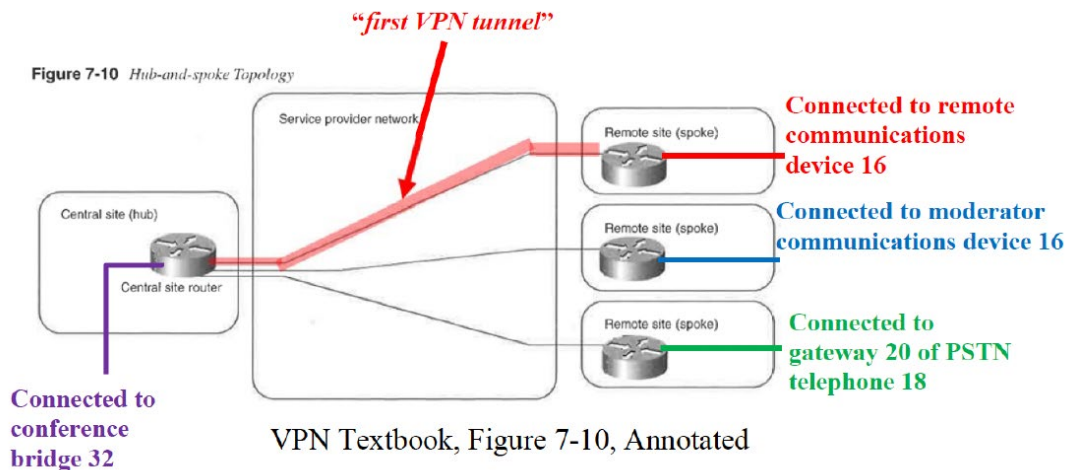 “first VPN tunnel”
Figure 7-10 Hub-and-spoke Topology
Service provider network
Remote site (spoke)
Connected to remote
communications
device 16
Central site (hub)
Central site router
Remote site (spoke)
Connected to moderator
communications device 16
Remote site (spoke)
Connected to
gateway 20 of PSTN
telephone 18
Connected to
conference
bridge 32
VPN Textbook, Figure 7-10, Annotated